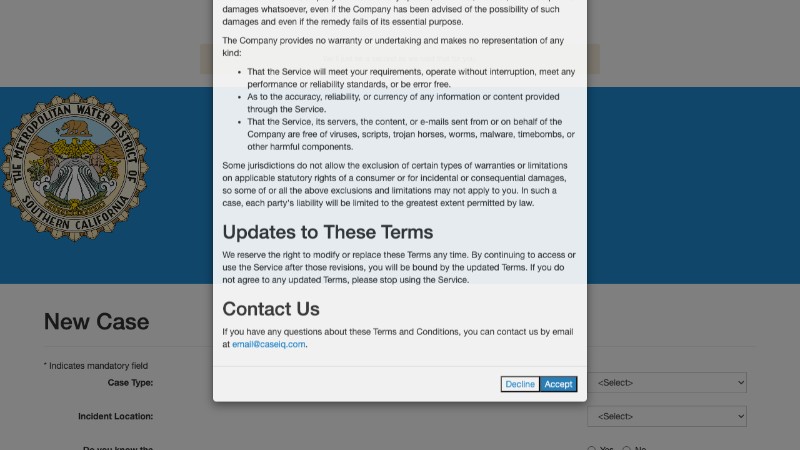 damages whatsoever, even if the Company has been advised of the possibility of such
damages and even if the remedy fails of its essential purpose.
The Company provides no warranty or undertaking and makes no representation of any
kind:
• That the Service will meet your requirements, operate without interruption, meet any
performance or reliability standards, or be error free.
• As to the accuracy, reliability, or currency of any information or content provided
through the Service.
• That the Service, its servers, the content, or e-mails sent from or on behalf of the
Company are free of viruses, scripts, trojan horses, worms, malware, timebombs, or
other harmful components.
Some jurisdictions do not allow the exclusion of certain types of warranties or limitations
on applicable statutory rights of a consumer or for incidental or consequential damages,
so some of or all the above exclusions and limitations may not apply to you. In such a
case, each party's liability will be limited to the greatest extent permitted by law.
Updates to These Terms
We reserve the right to modify or replace these Terms any time. By continuing to access or
use the Service after those revisions, you will be bound by the updated Terms. If you do
not agree to any updated Terms, please stop using the Service.
Contact Us
If you have any questions about these Terms and Conditions, you can contact us by email
at email@caseiq.com.
Decline Accept
THE METROPOLITAN WATER DISTRICT OF
SOUTHERN CALIFORNIA
New Case
* Indicates mandatory field
Case Type: <Select>
Incident Location: <Select>
Do you know the Yes No